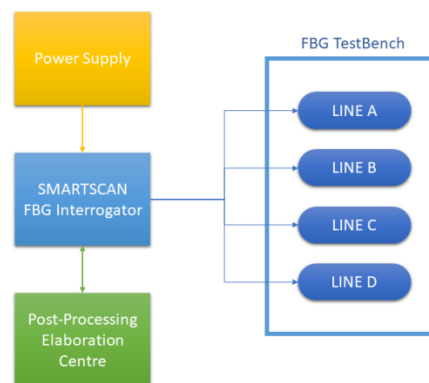 Power Supply
FBG TestBench
LINE A
LINE B
LINE C
LINE D
SMARTSCAN
FBG Interrogator
Post-Processing
Elaboration
Centre